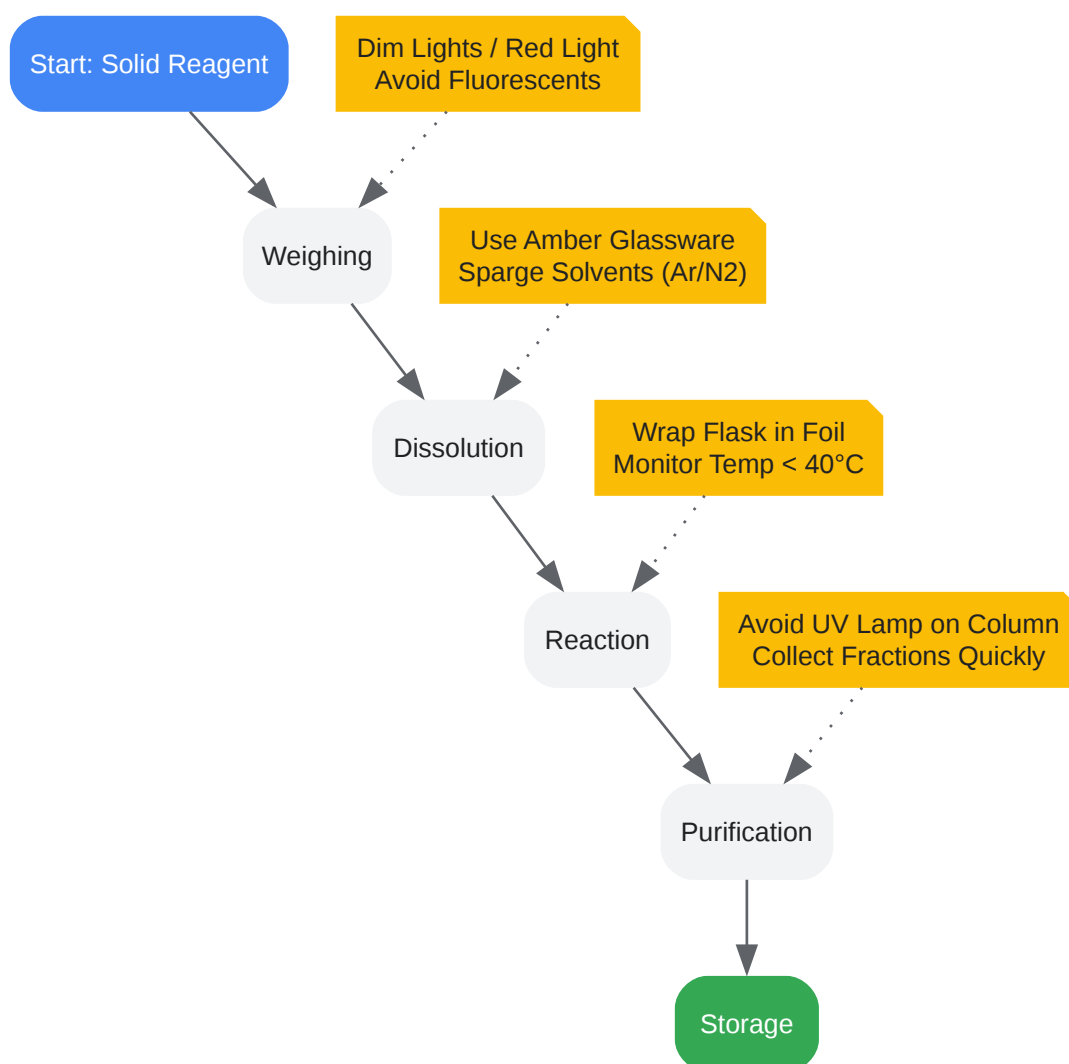 Start: Solid Reagent
Dim Lights / Red Light
Avoid Fluorescents
Weighing
Use Amber Glassware
Sparge Solvents (Ar/N2)
Dissolution
Wrap Flask in Foil
Monitor Temp < 40°C
Reaction
Avoid UV Lamp on Column
Collect Fractions Quickly
Purification
Storage